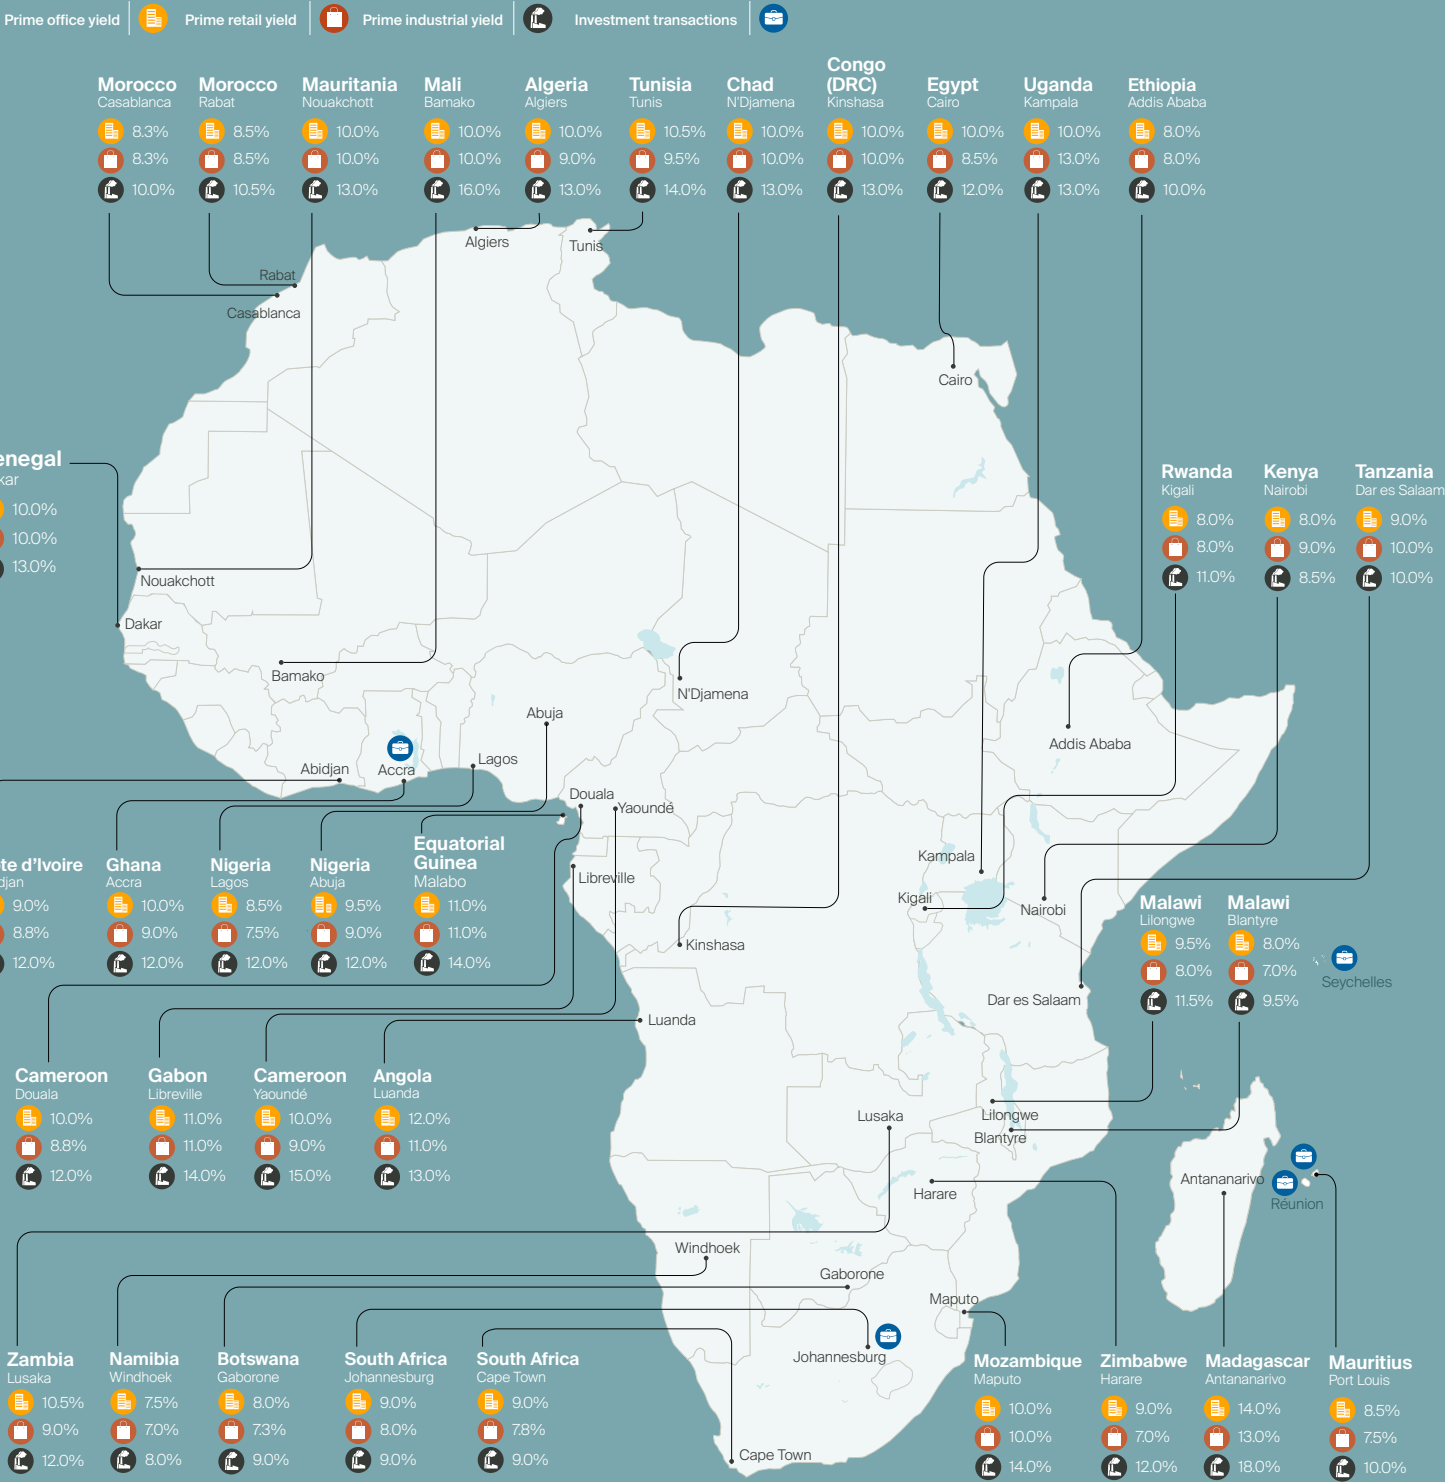 Prime office yield
Prime retail yield
Prime industrial yield
Investment transactions
Morocco
Casablanca
8.3%
8.3%
10.0%
Morocco
Rabat
8.5%
8.5%
10.5%
Mauritania
Nouakchott
10.0%
10.0%
13.0%
Mali
Bamako
10.0%
10.0%
16.0%
Algeria
Algiers
10.0%
9.0%
13.0%
Tunisia
Tunis
10.5%
9.5%
14.0%
Chad
N'Djamena
10.0%
10.0%
13.0%
Congo
(DRC)
Kinshasa
10.0%
10.0%
13.0%
Egypt
Cairo
10.0%
8.5%
12.0%
Uganda
Kampala
10.0%
13.0%
13.0%
Ethiopia
Addis Ababa
8.0%
8.0%
10.0%
Algiers
Tunis
Rabat
Casablanca
Cairo
enegal
kar
10.0%
10.0%
13.0%
Rwanda
Kigali
8.0%
8.0%
11.0%
Kenya
Nairobi
8.0%
9.0%
8.5%
Tanzania
Dar es Salaam
9.0%
10.0%
10.0%
Nouakchott
Dakar
Bamako
N'Djamena
Abuja
Addis Ababa
Lagos
Abidjan
Accra
Douala
Yaoundé
Kampala
Libreville
Kigali
Nairobi
Kinshasa
te d'Ivoire
djan
9.0%
8.8%
12.0%
Ghana
Accra
10.0%
9.0%
12.0%
Nigeria
Lagos
8.5%
7.5%
12.0%
Nigeria
Abuja
9.5%
9.0%
12.0%
Equatorial
Guinea
Malabo
11.0%
11.0%
14.0%
Malawi
Lilongwe
9.5%
8.0%
11.5%
Malawi
Blantyre
8.0%
7.0%
9.5%
Seychelles
Dar es Salaam
Luanda
Cameroon
Douala
10.0%
8.8%
12.0%
Gabon
Libreville
11.0%
11.0%
14.0%
Cameroon
Yaoundé
10.0%
9.0%
15.0%
Angola
Luanda
12.0%
11.0%
13.0%
Lusaka
Lilongwe
Blantyre
Harare
Antananarivo
Réunion
Windhoek
Gaborone
Maputo
Johannesburg
Cape Town
Zambia
Lusaka
10.5%
9.0%
12.0%
Namibia
Windhoek
7.5%
7.0%
8.0%
Botswana
Gaborone
8.0%
7.3%
9.0%
South Africa
Johannesburg
9.0%
8.0%
9.0%
South Africa
Cape Town
9.0%
7.8%
9.0%
Mozambique
Maputo
10.0%
10.0%
14.0%
Zimbabwe
Harare
9.0%
7.0%
12.0%
Madagascar
Antananarivo
14.0%
13.0%
18.0%
Mauritius
Port Louis
8.5%
7.5%
10.0%